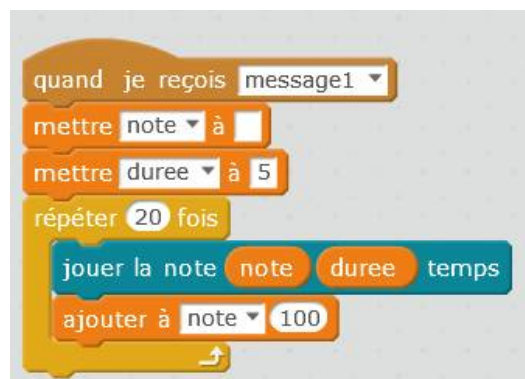 quand je reçois message1
mettre note à
mettre duree à 5
répéter 20 fois
jouer la note note duree temps
ajouter à note 100